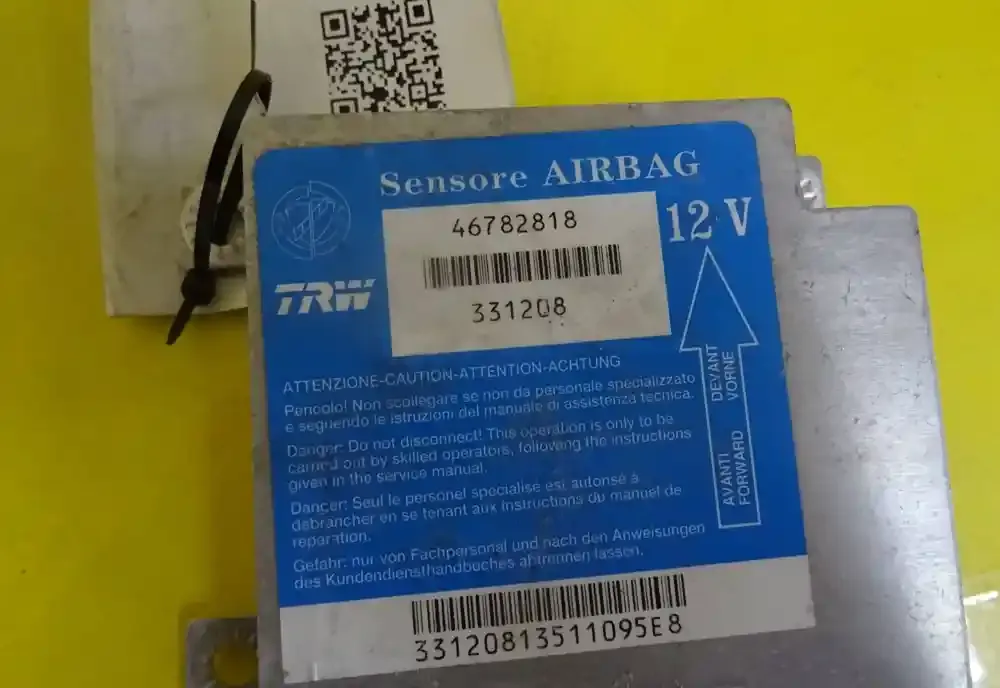 Sensore AIRBAG
46782818
12 V
TRW
331208
ATTENZIONE-CAUTION-ATTENTION-ACHTUNG
Pericolo! Non scollegare se non da personale specializzato
e seguendo le istruzioni del manuale di assistenza tecnica.
Danger: Do not disconnect! This operation is only to be
carried out by skilled operators, following the instructions
given in the service manual.
Dancer: Seul le personel specialise est autorisé à
debrancher en se tenant aux instructions du manuel de
reparation.
Gefahr: nur von Fachpersonal und nach den Anweisungen
des Kundendiensthandbuches abtrennen lassen.
AVANTI DEVANT
FORWARD VORNE
33120813511095E8